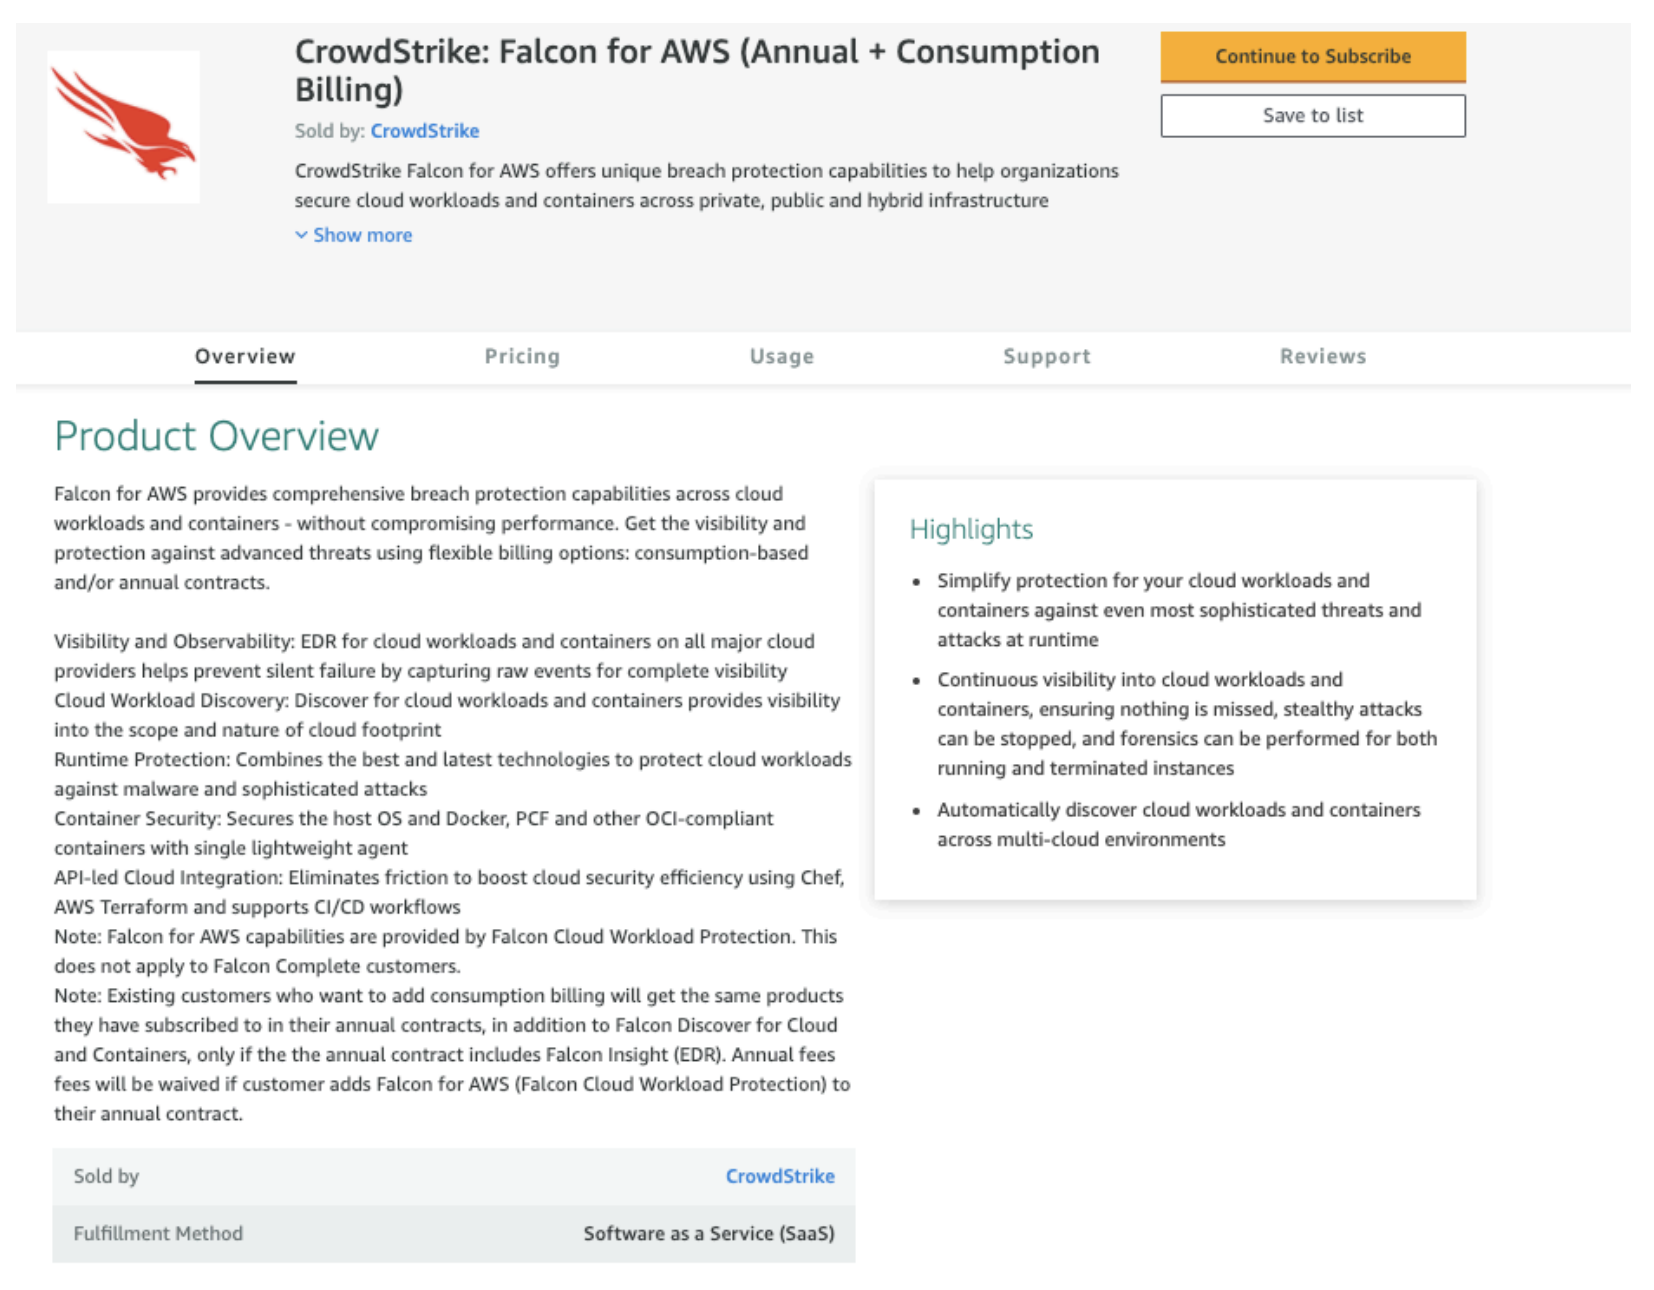 CrowdStrike: Falcon for AWS (Annual + Consumption
Billing)
Sold by: CrowdStrike
CrowdStrike Falcon for AWS offers unique breach protection capabilities to help organizations
secure cloud workloads and containers across private, public and hybrid infrastructure
Show more
Continue to Subscribe
Save to list
Overview
Pricing
Usage
Support
Reviews
Product Overview
Falcon for AWS provides comprehensive breach protection capabilities across cloud
workloads and containers - without compromising performance. Get the visibility and
protection against advanced threats using flexible billing options: consumption-based
and/or annual contracts.
Visibility and Observability: EDR for cloud workloads and containers on all major cloud
providers helps prevent silent failure by capturing raw events for complete visibility
Cloud Workload Discovery: Discover for cloud workloads and containers provides visibility
into the scope and nature of cloud footprint
Runtime Protection: Combines the best and latest technologies to protect cloud workloads
against malware and sophisticated attacks
Container Security: Secures the host OS and Docker, PCF and other OCI-compliant
containers with single lightweight agent
API-led Cloud Integration: Eliminates friction to boost cloud security efficiency using Chef,
AWS Terraform and supports CI/CD workflows
Note: Falcon for AWS capabilities are provided by Falcon Cloud Workload Protection. This
does not apply to Falcon Complete customers.
Note: Existing customers who want to add consumption billing will get the same products
they have subscribed to in their annual contracts, in addition to Falcon Discover for Cloud
and Containers, only if the the annual contract includes Falcon Insight (EDR). Annual fees
fees will be waived if customer adds Falcon for AWS (Falcon Cloud Workload Protection) to
their annual contract.
Sold by CrowdStrike
Fulfillment Method Software as a Service (SaaS)
Highlights
• Simplify protection for your cloud workloads and
containers against even most sophisticated threats and
attacks at runtime
• Continuous visibility into cloud workloads and
containers, ensuring nothing is missed, stealthy attacks
can be stopped, and forensics can be performed for both
running and terminated instances
• Automatically discover cloud workloads and containers
across multi-cloud environments